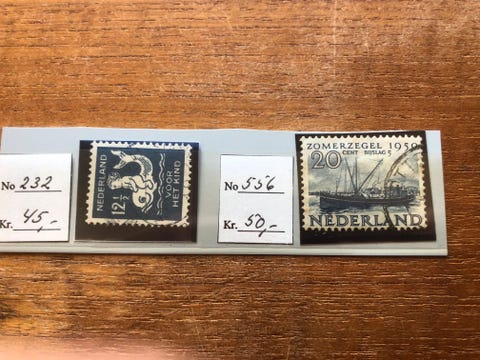 No 232
Kr. 45,-
NEDERLAND
12½
VOOR
HET KIND
No 556
Kr. 50,-
ZOMERZEGEL 1950
20 CENT BIJSLAG 5
NEDERLAND